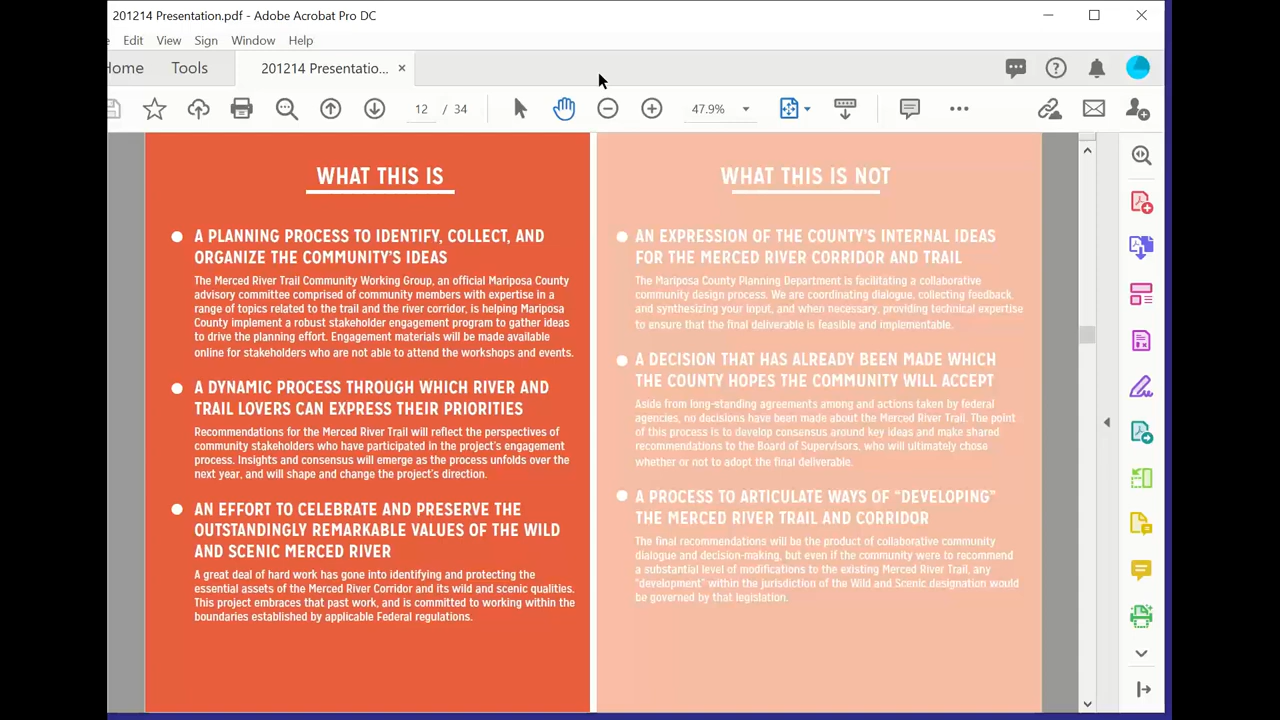 201214 Presentation.pdf - Adobe Acrobat Pro DC
Edit View Sign Window Help
Home Tools 201214 Presentatio... ×
12 / 34 47.9%
WHAT THIS IS
A PLANNING PROCESS TO IDENTIFY, COLLECT, AND
ORGANIZE THE COMMUNITY'S IDEAS
The Merced River Trail Community Working Group, an official Mariposa County
advisory committee comprised of community members with expertise in a
range of topics related to the trail and the river corridor, is helping Mariposa
County implement a robust stakeholder engagement program to gather ideas
to drive the planning effort. Engagement materials will be made available
online for stakeholders who are not able to attend the workshops and events.
A DYNAMIC PROCESS THROUGH WHICH RIVER AND
TRAIL LOVERS CAN EXPRESS THEIR PRIORITIES
Recommendations for the Merced River Trail will reflect the perspectives of
community stakeholders who have participated in the project's engagement
process. Insights and consensus will emerge as the process unfolds over the
next year, and will shape and change the project's direction.
AN EFFORT TO CELEBRATE AND PRESERVE THE
OUTSTANDINGLY REMARKABLE VALUES OF THE WILD
AND SCENIC MERCED RIVER
A great deal of hard work has gone into identifying and protecting the
essential assets of the Merced River Corridor and its wild and scenic qualities.
This project embraces that past work, and is committed to working within the
boundaries established by applicable Federal regulations.
WHAT THIS IS NOT
AN EXPRESSION OF THE COUNTY'S INTERNAL IDEAS
FOR THE MERCED RIVER CORRIDOR AND TRAIL
The Mariposa County Planning Department is facilitating a collaborative
community design process. We are coordinating dialogue, collecting feedback,
and synthesizing your input, and when necessary, providing technical expertise
to ensure that the final deliverable is feasible and implementable.
A DECISION THAT HAS ALREADY BEEN MADE WHICH
THE COUNTY HOPES THE COMMUNITY WILL ACCEPT
Aside from long-standing agreements among and actions taken by federal
agencies, no decisions have been made about the Merced River Trail. The point
of this process is to develop consensus around key ideas and make shared
recommendations to the Board of Supervisors, who will ultimately chose
whether or not to adopt the final deliverable.
A PROCESS TO ARTICULATE WAYS OF “DEVELOPING”
THE MERCED RIVER TRAIL AND CORRIDOR
The final recommendations will be the product of collaborative community
dialogue and decision-making, but even if the community were to recommend
a substantial level of modifications to the existing Merced River Trail, any
“development” within the jurisdiction of the Wild and Scenic designation would
be governed by that legislation.